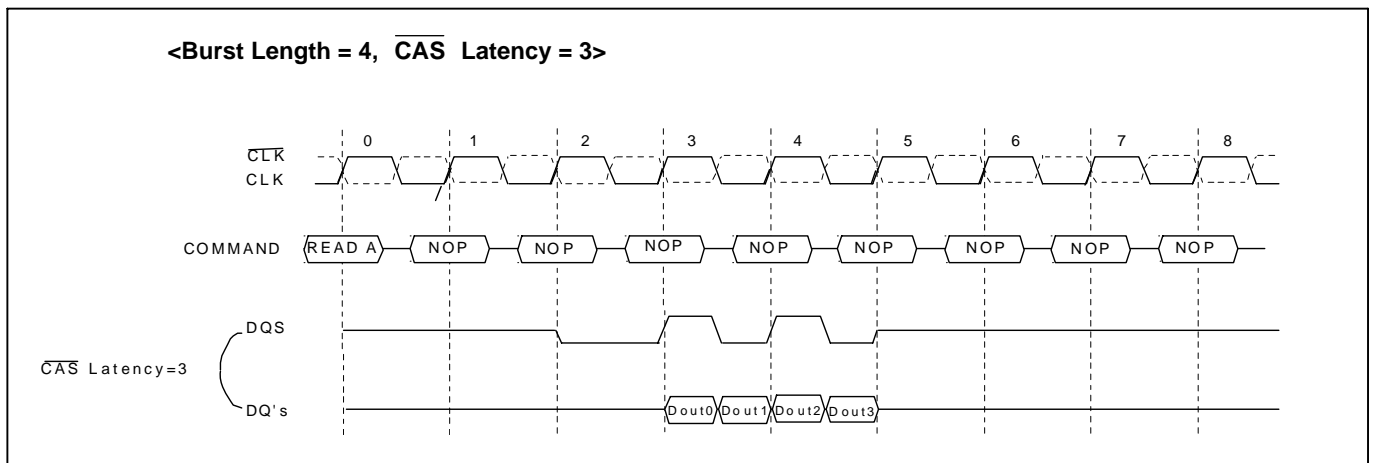 <Burst Length = 4, CAS Latency = 3>
0 1 2 3 4 5 6 7 8
CLK
CLK
COMMAND READ A NOP NOP NOP NOP NOP NOP NOP NOP
DQS
CAS Latency=3
DQ's Dout0 Dout1 Dout2 Dout3